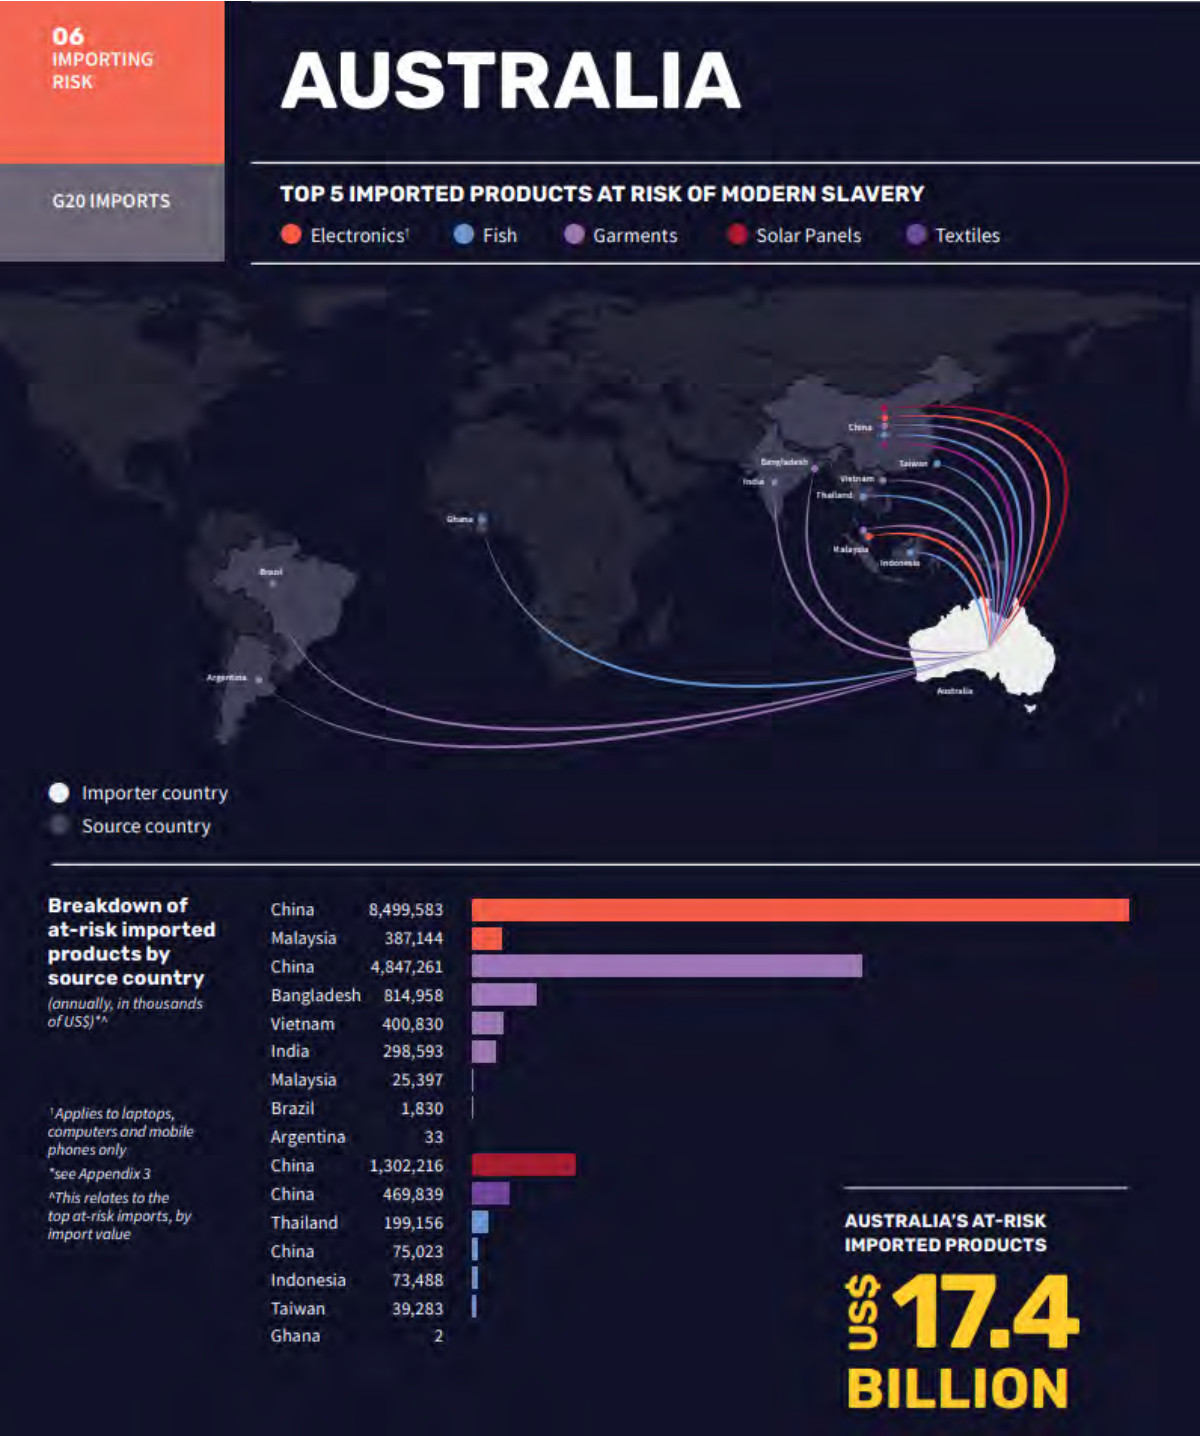 06
IMPORTING
RISK
G20 IMPORTS
AUSTRALIA
TOP 5 IMPORTED PRODUCTS AT RISK OF MODERN SLAVERY
Electronics†
Fish
Garments
Solar Panels
Textiles
China
Taiwan
Bangladesh
India
Vietnam
Thailand
Malaysia
Indonesia
Ghana
Brazil
Argentina
Australia
Importer country
Source country
Breakdown of
at-risk imported
products by
source country
(annually, in thousands
of US$)*^
†Applies to laptops,
computers and mobile
phones only
*see Appendix 3
^This relates to the
top at-risk imports, by
import value
China 8,499,583
Malaysia 387,144
China 4,847,261
Bangladesh 814,958
Vietnam 400,830
India 298,593
Malaysia 25,397
Brazil 1,830
Argentina 33
China 1,302,216
China 469,839
Thailand 199,156
China 75,023
Indonesia 73,488
Taiwan 39,283
Ghana 2
AUSTRALIA'S AT-RISK
IMPORTED PRODUCTS
US$ 17.4
BILLION